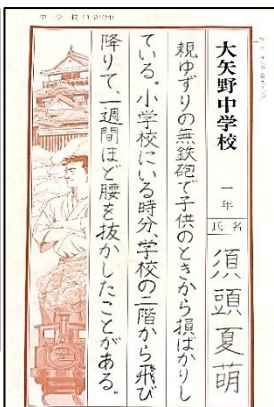 大矢野中学校
一年
氏名
須頭夏萌
親ゆずりの無鉄砲で子供のときから損ばかりし
ている。小学校にいる時分、学校の二階から飛び
降りて、一週間ほど腰を抜かしたことがある。